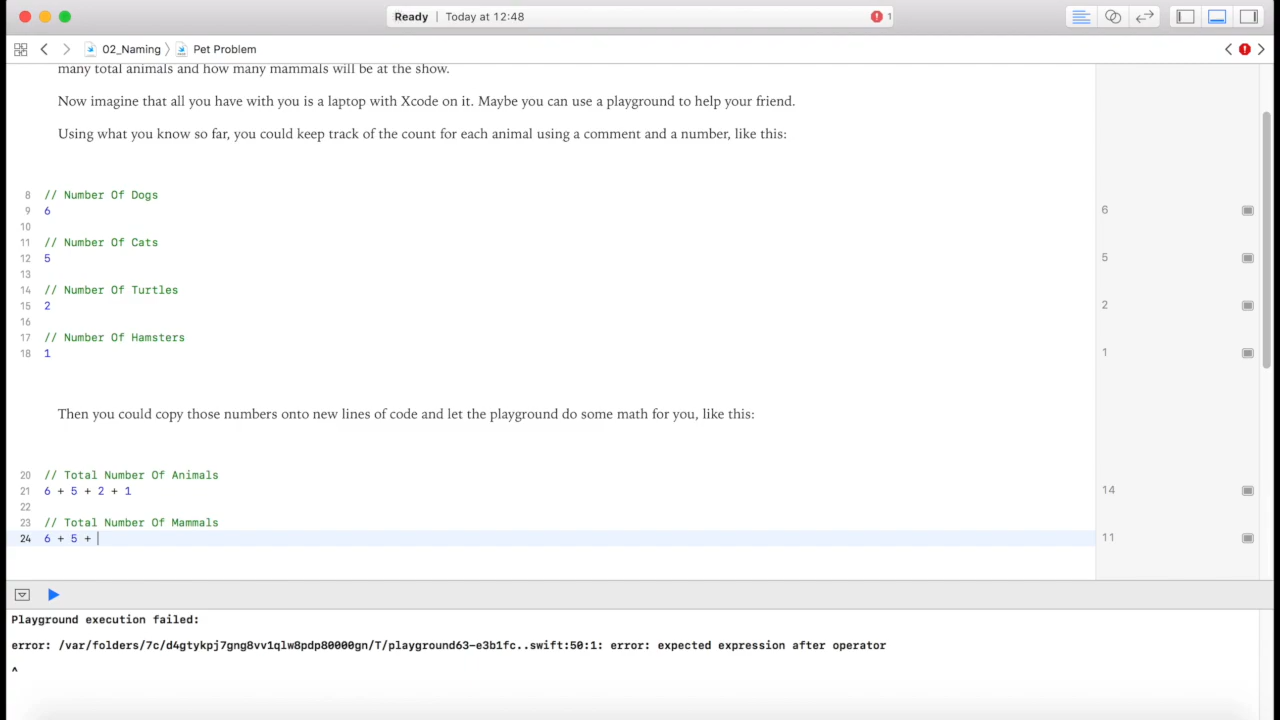 Ready | Today at 12:48 1
02_Naming Pet Problem
many total animals and how many mammals will be at the show.
Now imagine that all you have with you is a laptop with Xcode on it. Maybe you can use a playground to help your friend.
Using what you know so far, you could keep track of the count for each animal using a comment and a number, like this:
8 // Number Of Dogs
9 6 6
10
11 // Number Of Cats
12 5 5
13
14 // Number Of Turtles
15 2 2
16
17 // Number Of Hamsters
18 1 1
Then you could copy those numbers onto new lines of code and let the playground do some math for you, like this:
20 // Total Number Of Animals
21 6 + 5 + 2 + 1 14
22
23 // Total Number Of Mammals
24 6 + 5 + 11
Playground execution failed:
error: /var/folders/7c/d4gtykpj7gng8vv1qlw8pdp80000gn/T/playground63-e3b1fc..swift:50:1: error: expected expression after operator
^